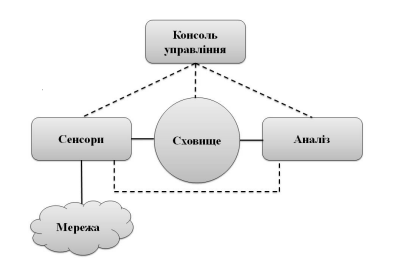 Консоль
управління
Сенсори
Сховище
Аналіз
Мережа